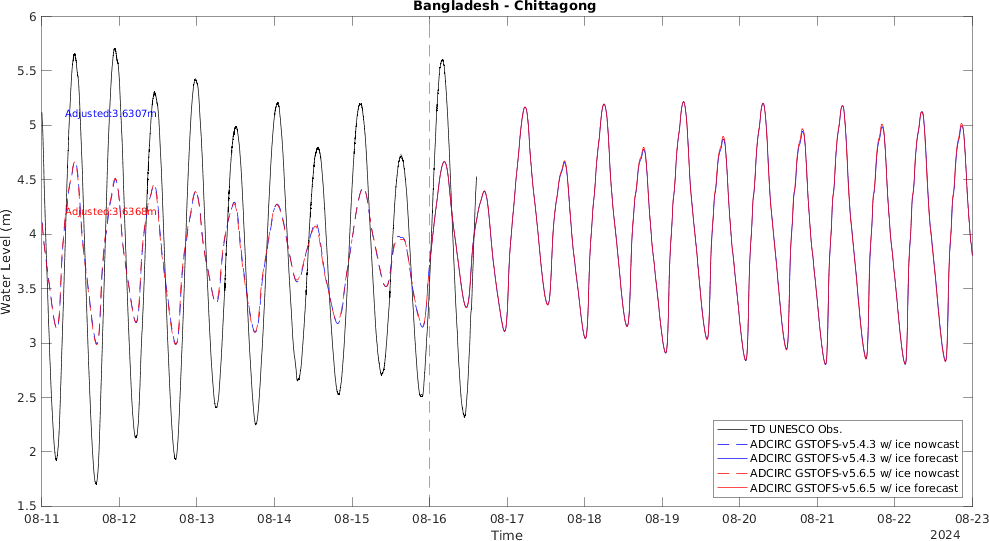 Bangladesh - Chittagong
6
5.5
5
4.5
4
3.5
3
2.5
2
1.5
Water Level (m)
Adjusted:3.6307m
Adjusted:3.6368m
TD UNESCO Obs.
ADCIRC GSTOFS-v5.4.3 w/ ice nowcast
ADCIRC GSTOFS-v5.4.3 w/ ice forecast
ADCIRC GSTOFS-v5.6.5 w/ ice nowcast
ADCIRC GSTOFS-v5.6.5 w/ ice forecast
08-11 08-12 08-13 08-14 08-15 08-16 08-17 08-18 08-19 08-20 08-21 08-22 08-23
Time
2024